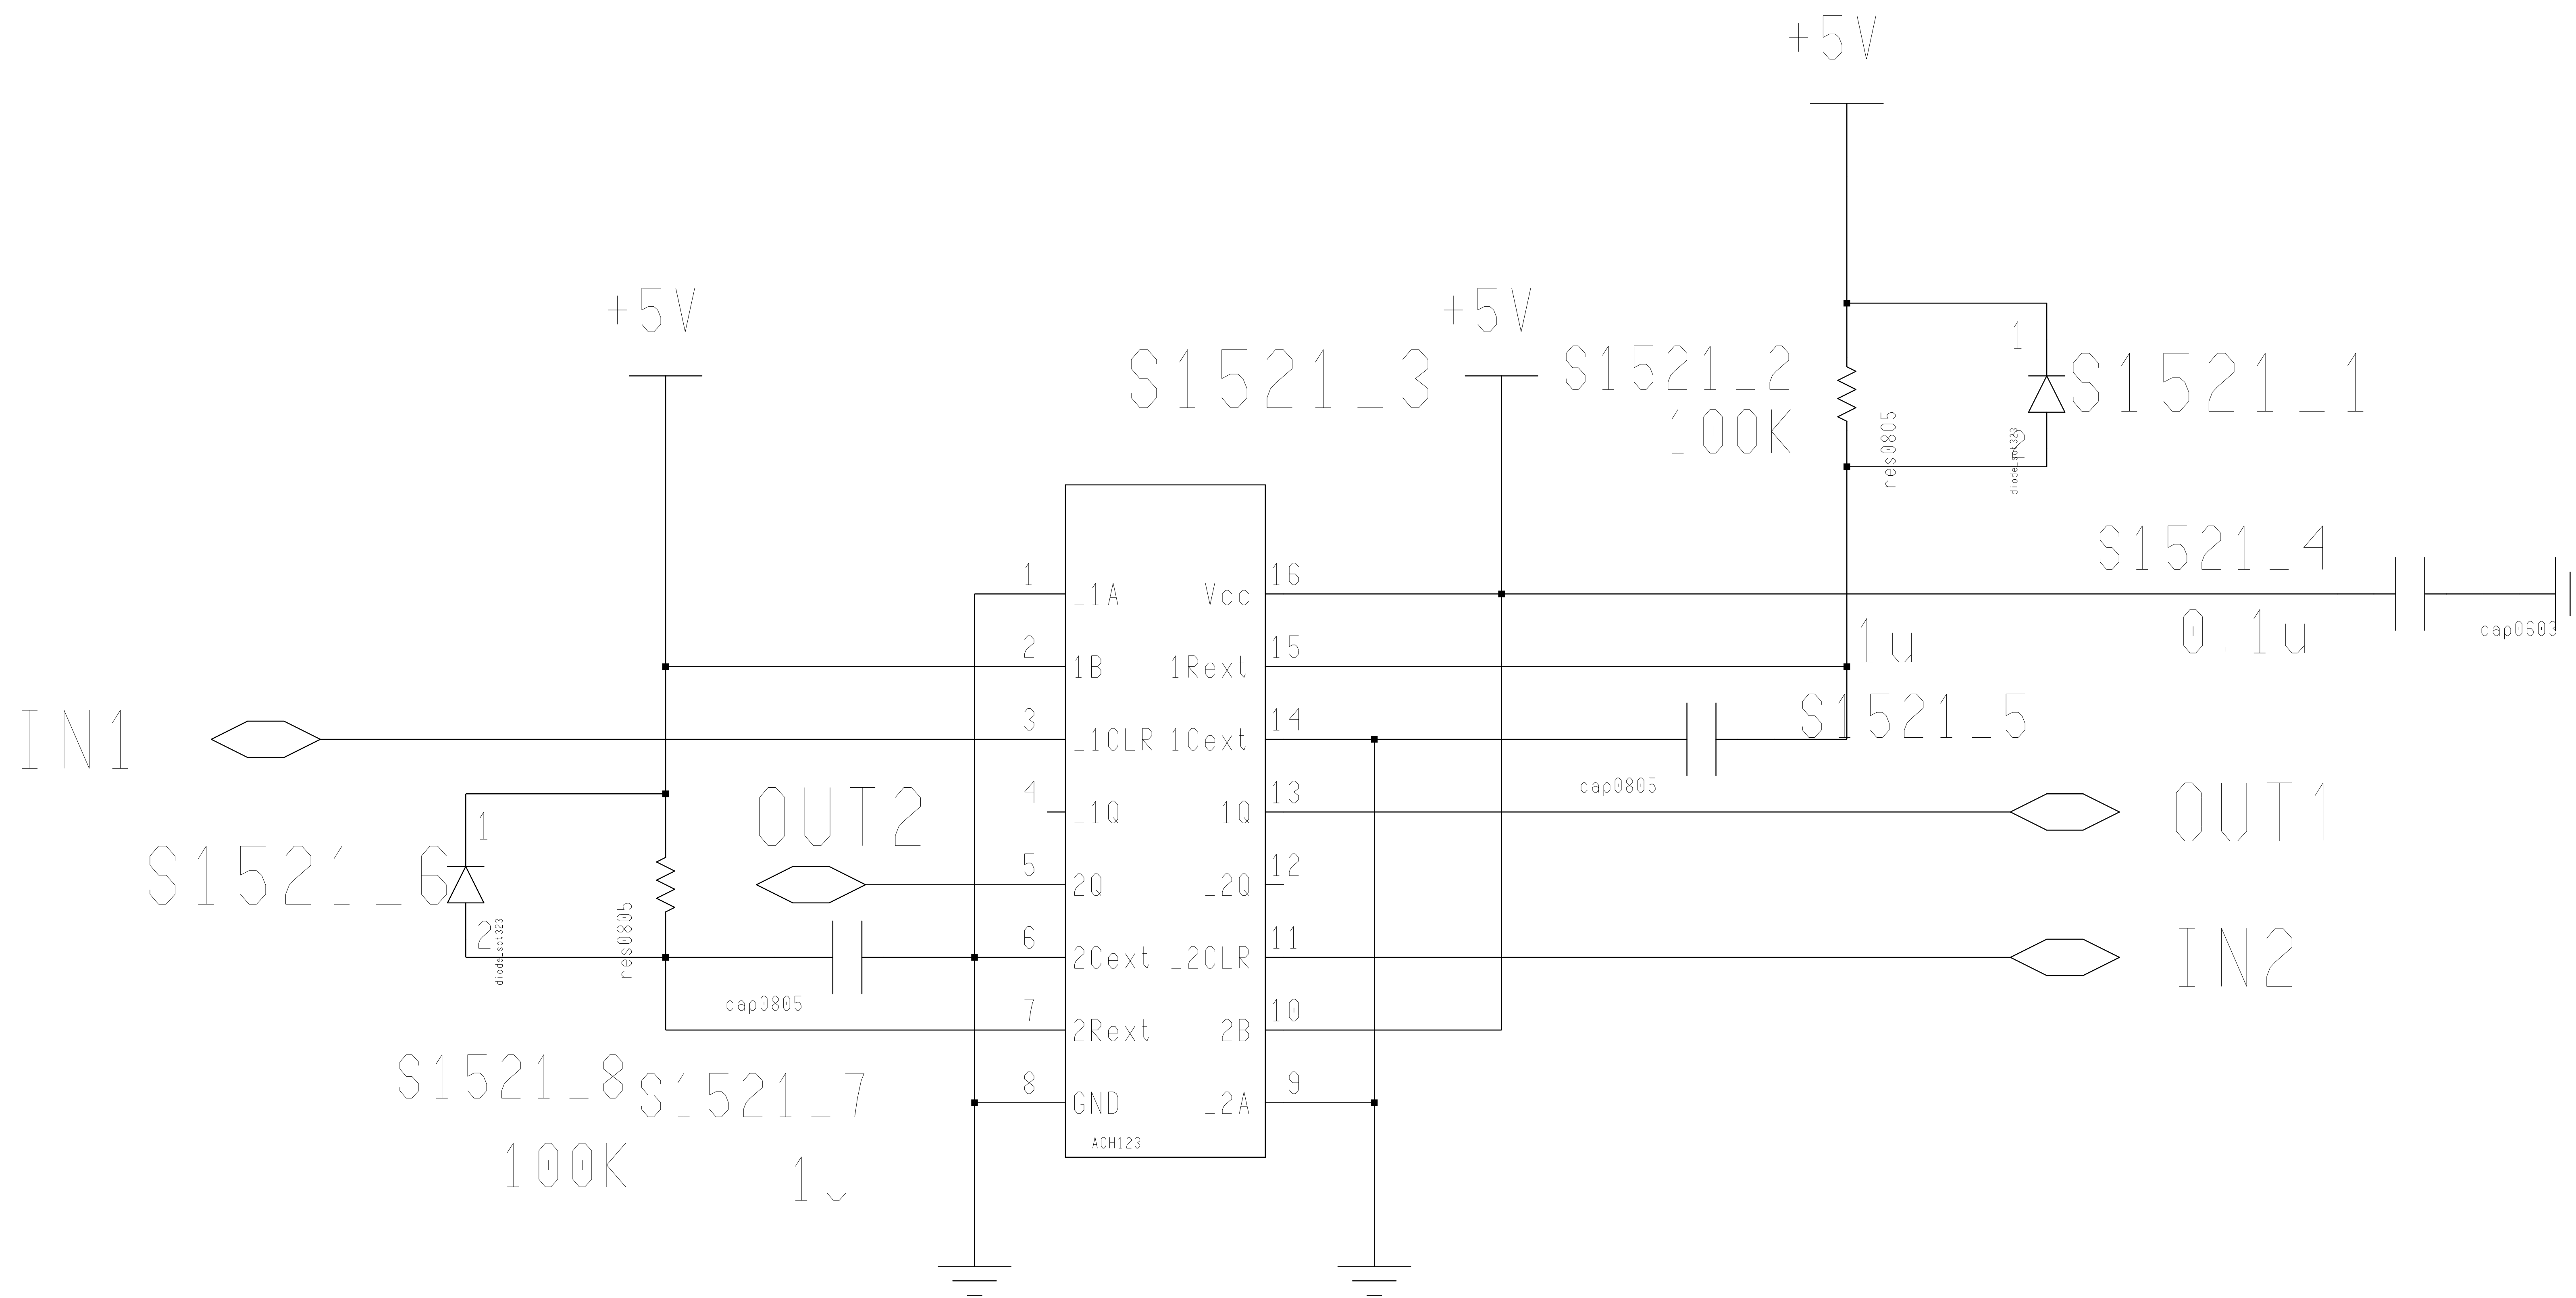 +5V
+5V
+5V
S1521_3
S1521_2
100K
res0805
1
2
diode_sot323
S1521_1
S1521_4
0.1u
cap0603
1
_1A
Vcc
16
2
1B
1Rext
15
1u
IN1
3
_1CLR
1Cext
14
S1521_5
cap0805
4
_1Q
1Q
13
OUT1
OUT2
1
S1521_6
2
diode_sot323
res0805
5
2Q
_2Q
12
6
2Cext
_2CLR
11
IN2
cap0805
7
2Rext
2B
10
S1521_8
S1521_7
8
GND
_2A
9
ACH123
100K
1u